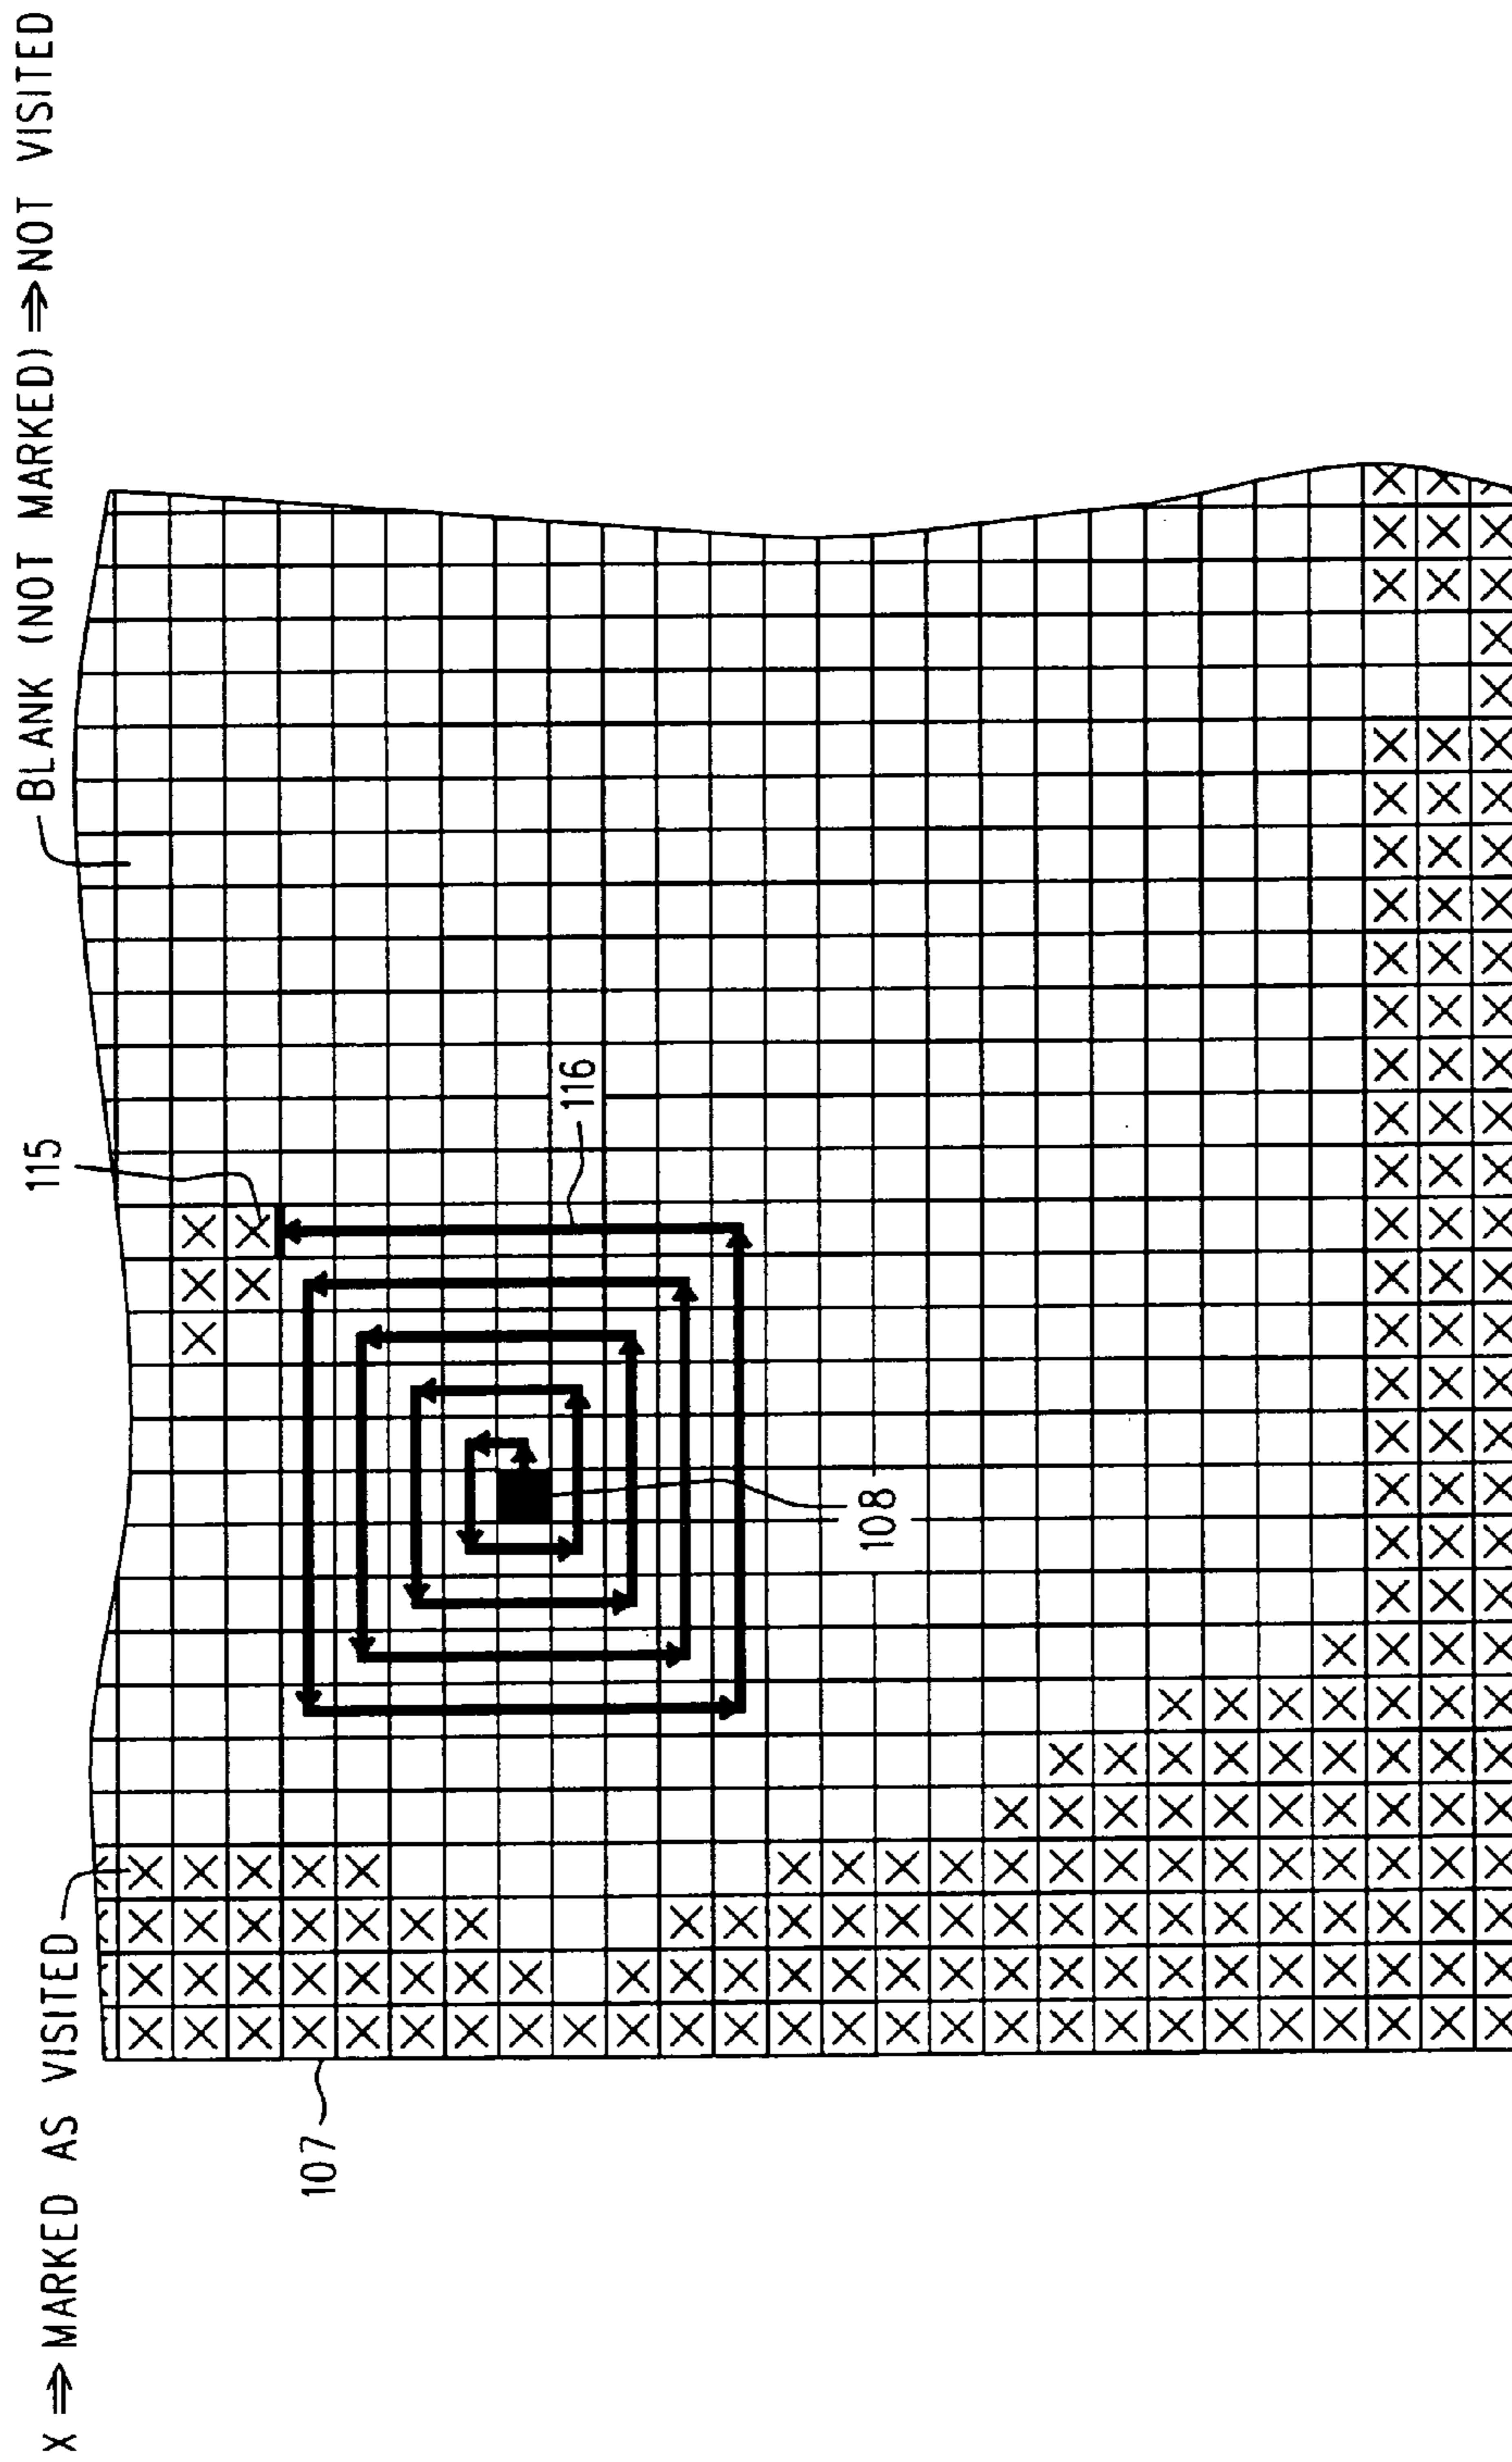 X ⇒ MARKED AS VISITED
BLANK (NOT MARKED) ⇒ NOT VISITED
115
116
108
107